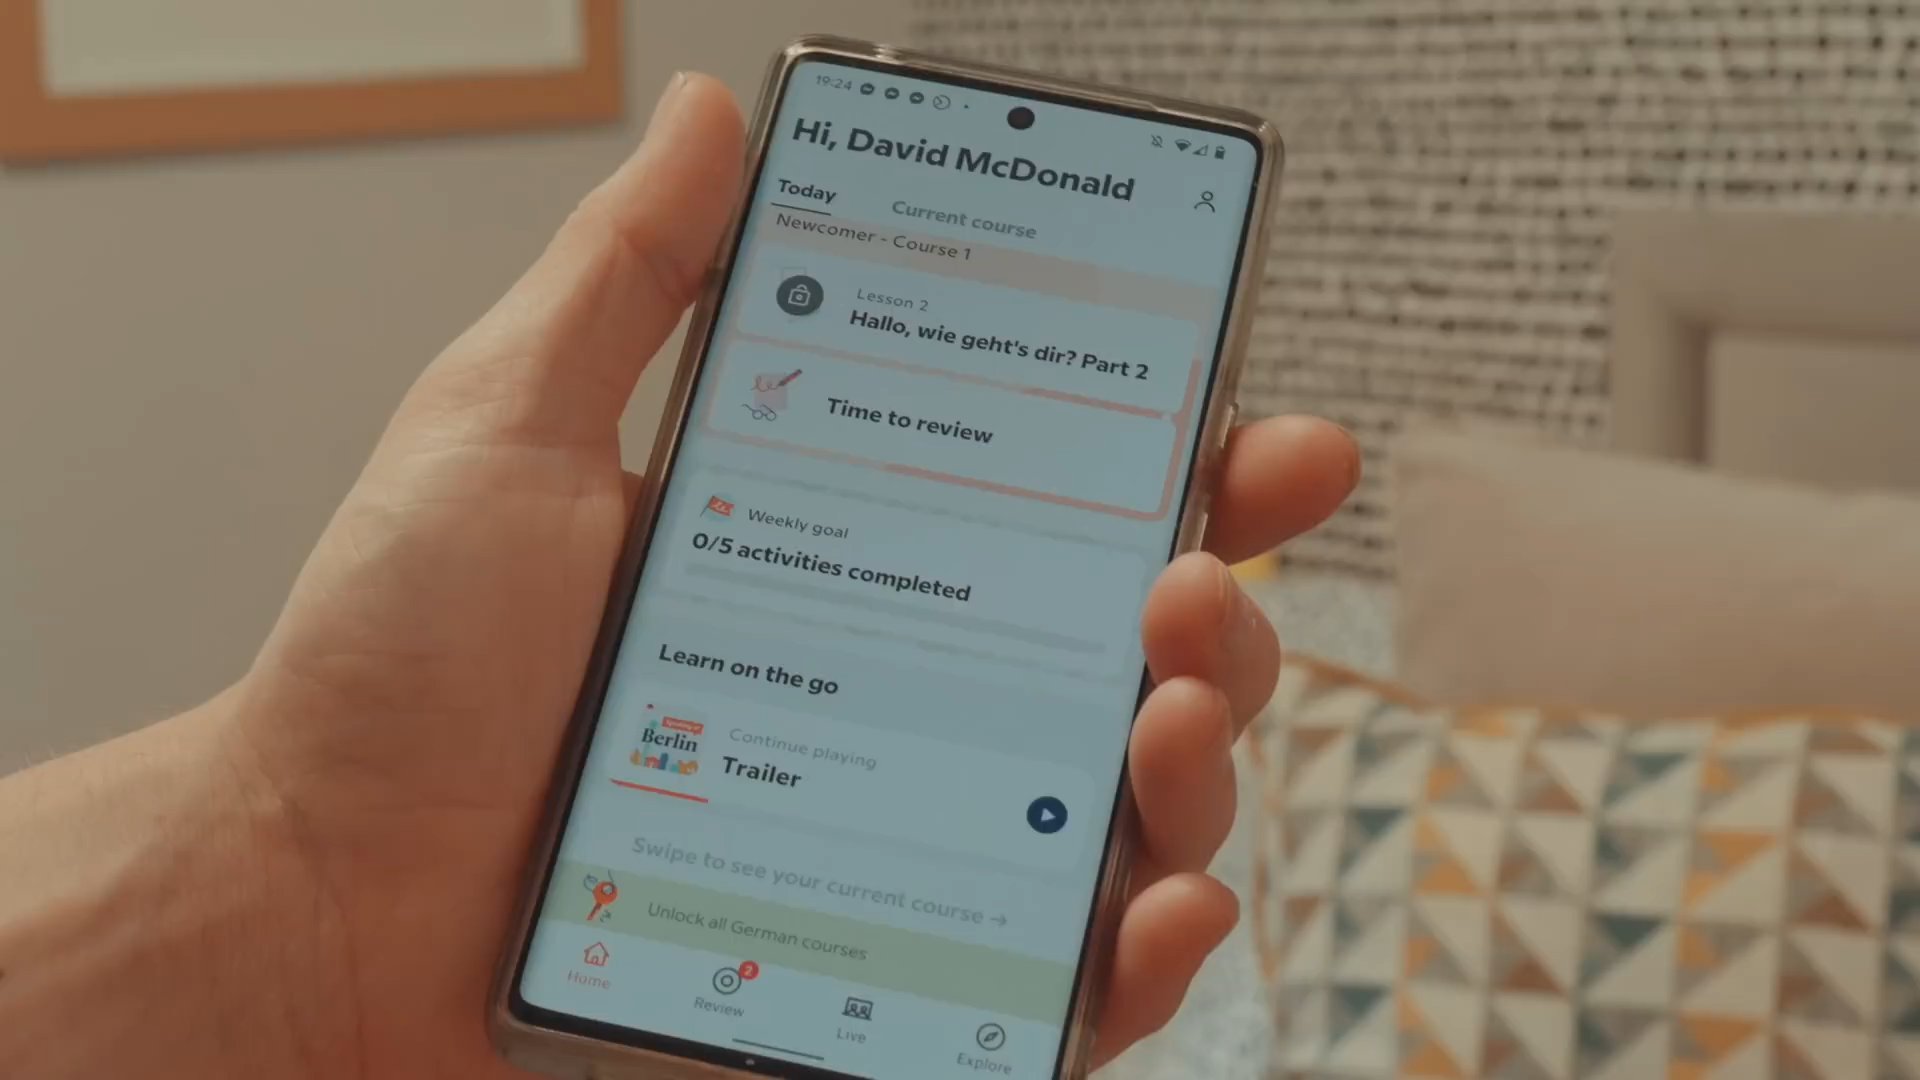 19:24
Hi, David McDonald
Today
Current course
Newcomer - Course 1
Lesson 2
Hallo, wie geht's dir? Part 2
Time to review
Weekly goal
0/5 activities completed
Learn on the go
Berlin
Continue playing
Trailer
Swipe to see your current course →
Unlock all German courses
Home
2
Review
Live
Explore